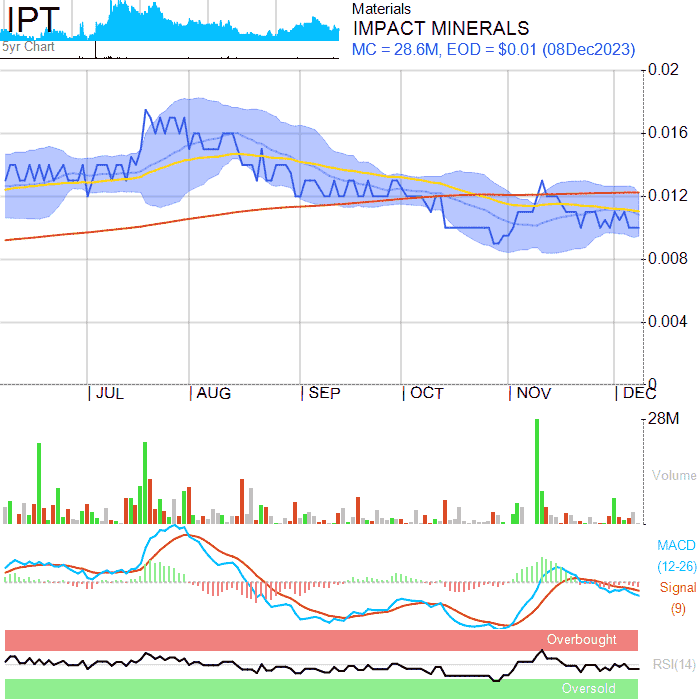 IPT
5yr Chart
Materials
IMPACT MINERALS
MC = 28.6M, EOD = $0.01 (08Dec2023)
0.02
0.016
0.012
0.008
0.004
0
JUL AUG SEP OCT NOV DEC
28M
Volume
MACD
(12-26)
Signal
(9)
Overbought
RSI(14)
Oversold